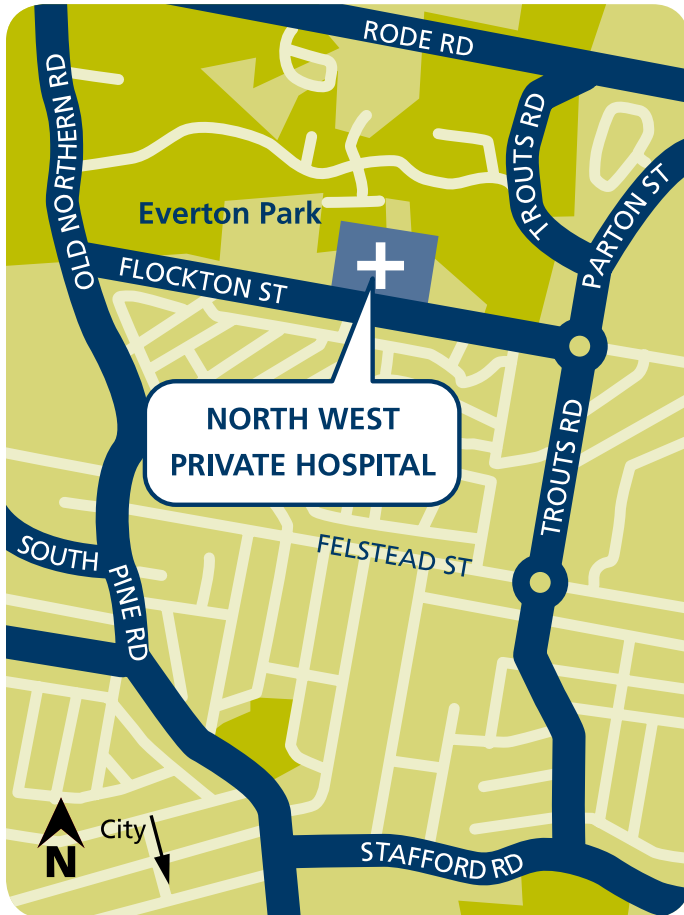 RODE RD
OLD NORTHERN RD
TROUTS RD
PARTON ST
Everton Park
FLOCKTON ST
NORTH WEST
PRIVATE HOSPITAL
TROUTS RD
FELSTEAD ST
SOUTH PINE RD
City
N
STAFFORD RD